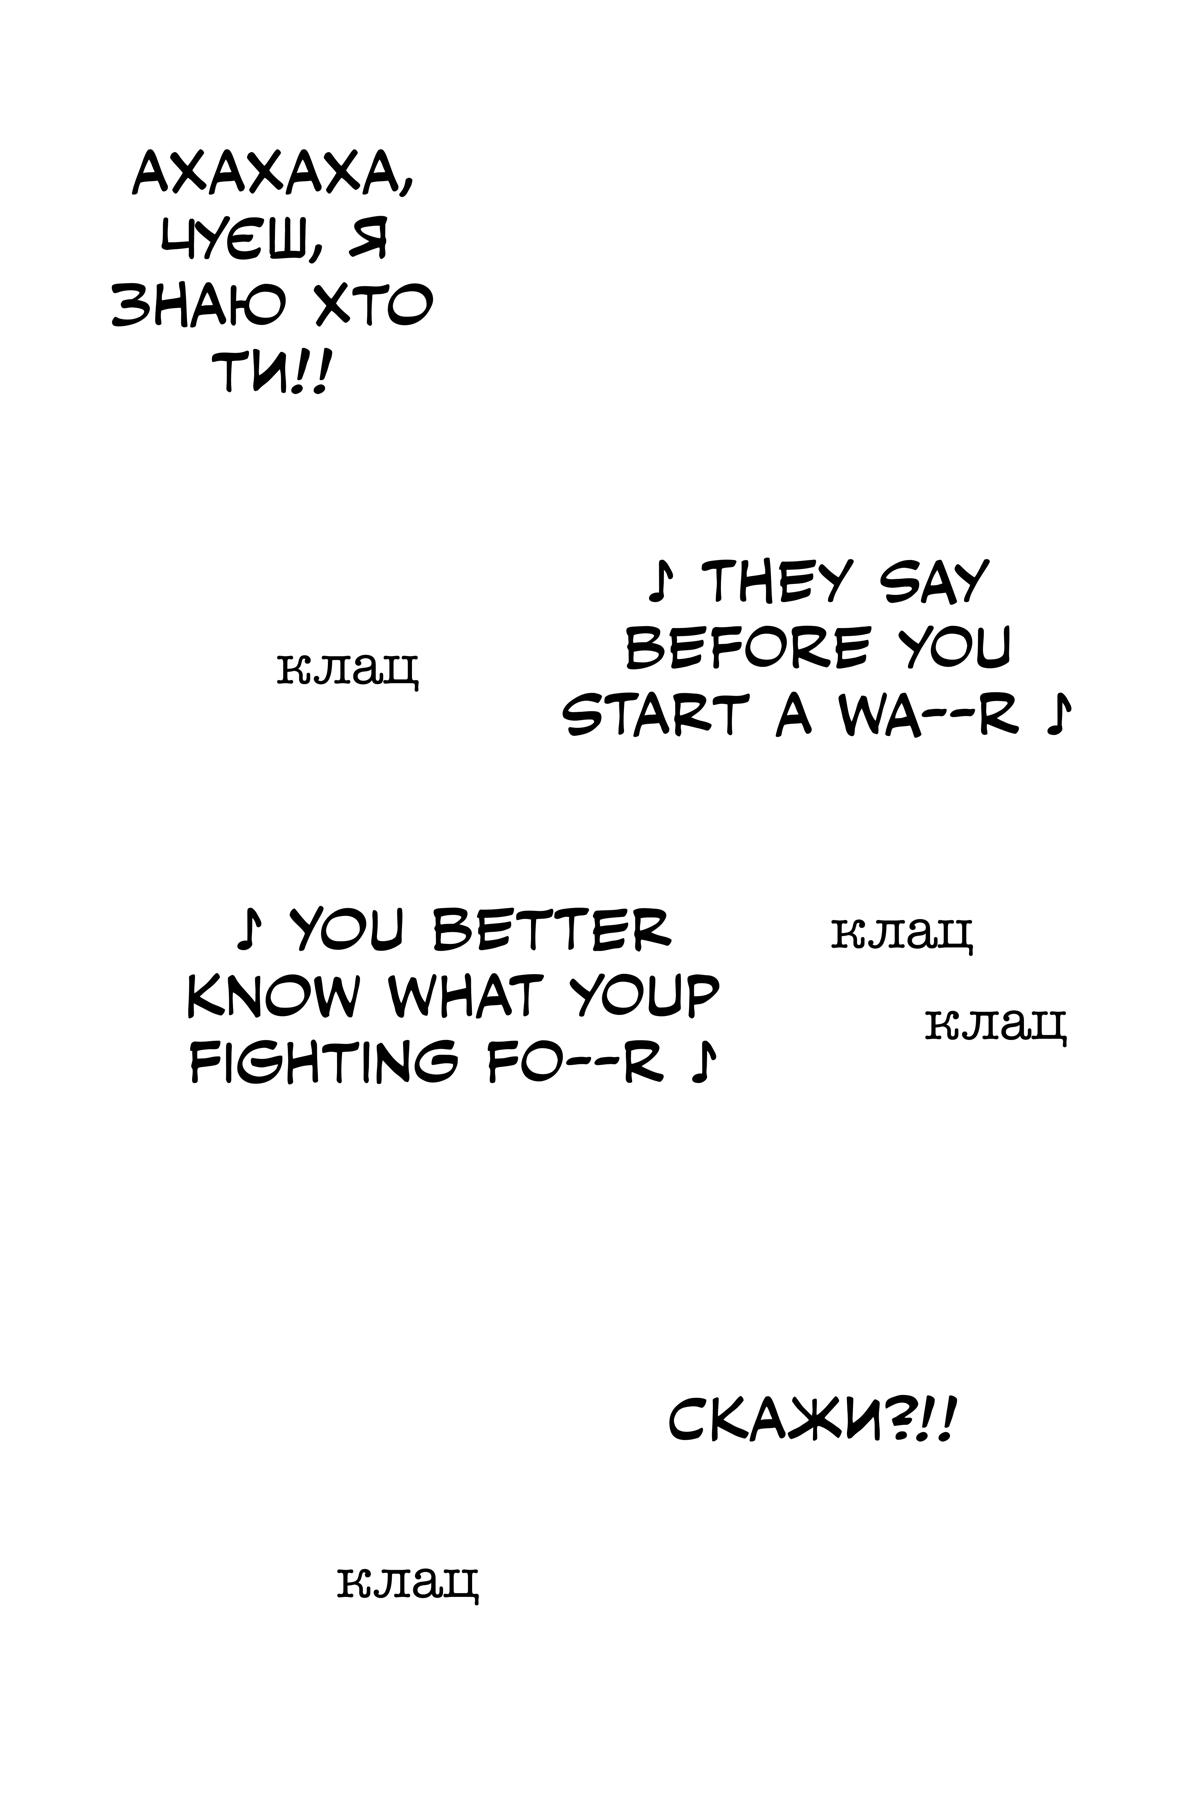 АХАХАХА,
ЧУЄШ, Я
ЗНАЮ ХТО
ТИ!!
♪ THEY SAY
BEFORE YOU
START A WA--R ♪
клац
♪ YOU BETTER
KNOW WHAT YOUР
FIGHTING FO--R ♪
клац
клац
СКАЖИ?!!
клац